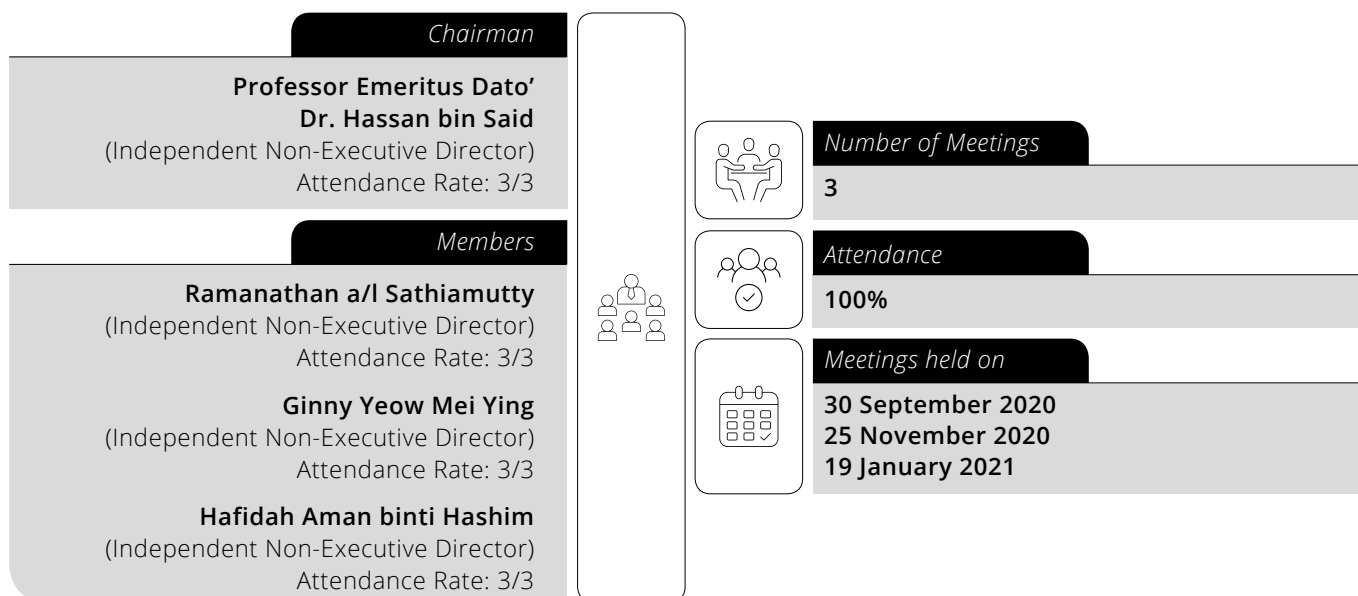 Chairman
Professor Emeritus Dato’
Dr. Hassan bin Said
(Independent Non-Executive Director)
Attendance Rate: 3/3
Members
Ramanathan a/l Sathiamutty
(Independent Non-Executive Director)
Attendance Rate: 3/3
Ginny Yeow Mei Ying
(Independent Non-Executive Director)
Attendance Rate: 3/3
Hafidah Aman binti Hashim
(Independent Non-Executive Director)
Attendance Rate: 3/3
Number of Meetings
3
Attendance
100%
Meetings held on
30 September 2020
25 November 2020
19 January 2021